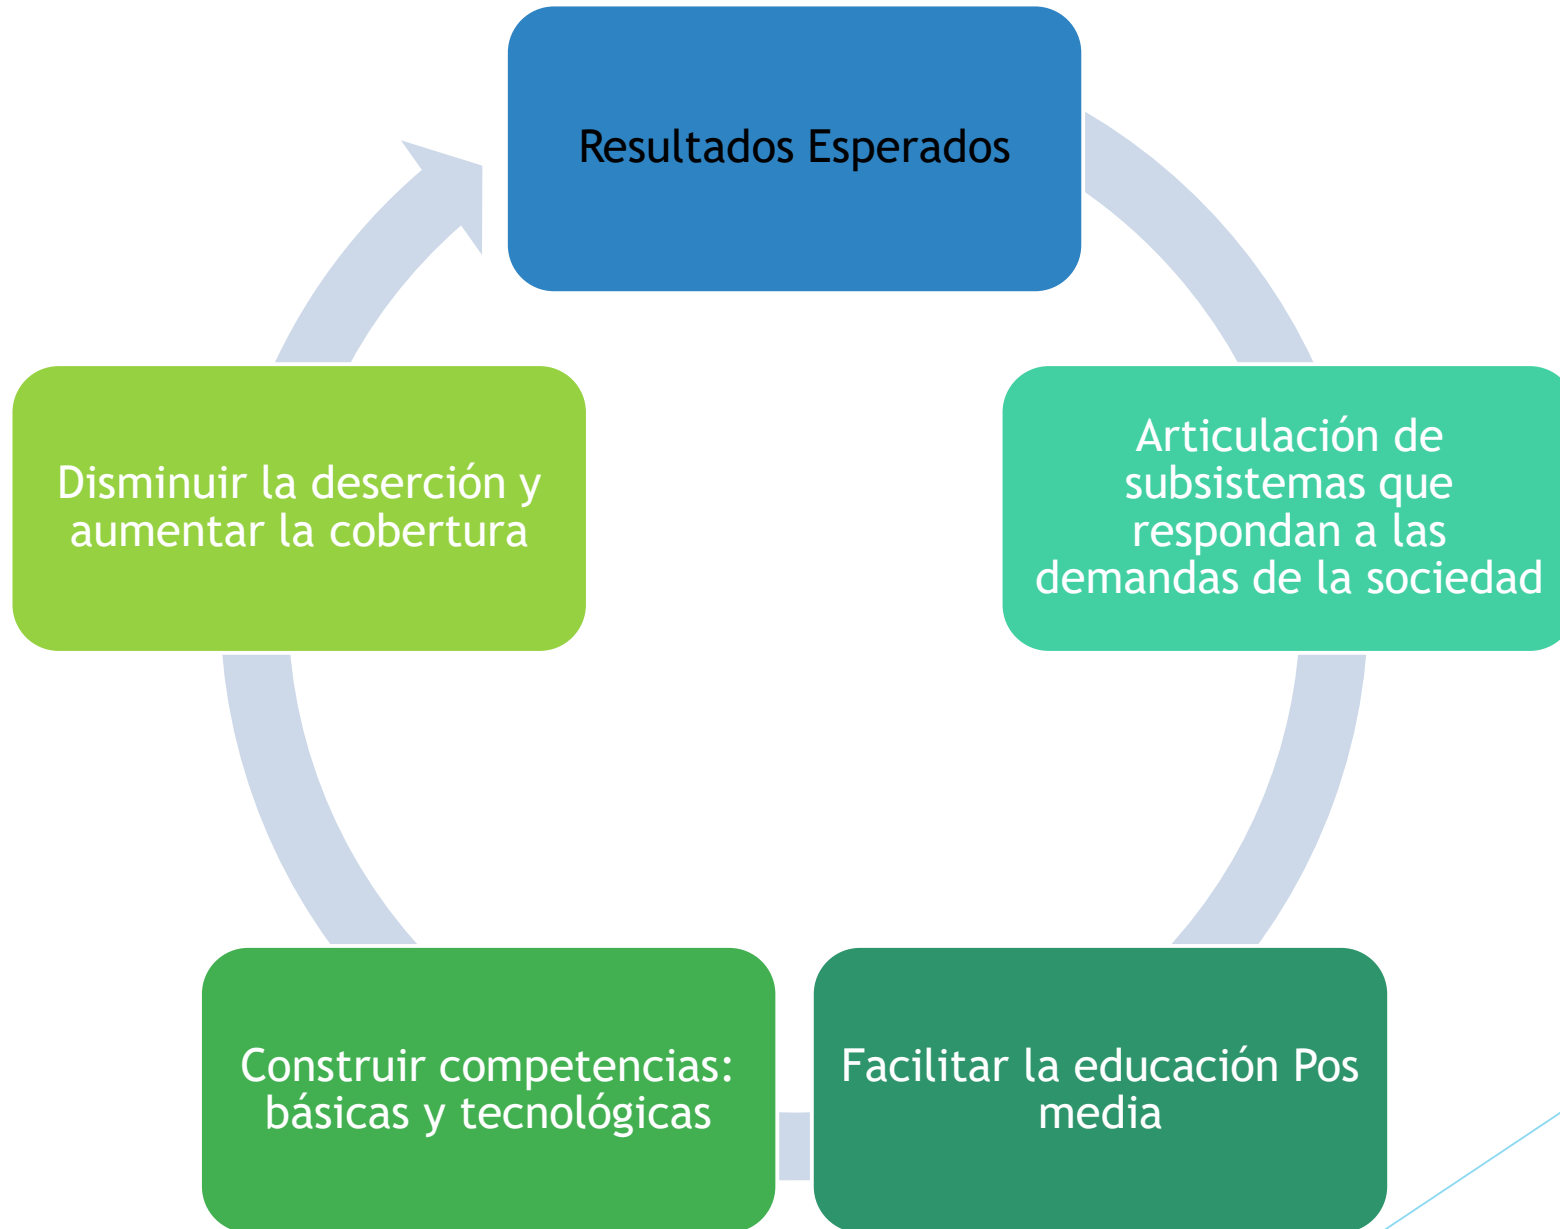 Resultados Esperados
Articulación de
subsistemas que
respondan a las
demandas de la sociedad
Facilitar la educación Pos
media
Construir competencias:
básicas y tecnológicas
Disminuir la deserción y
aumentar la cobertura